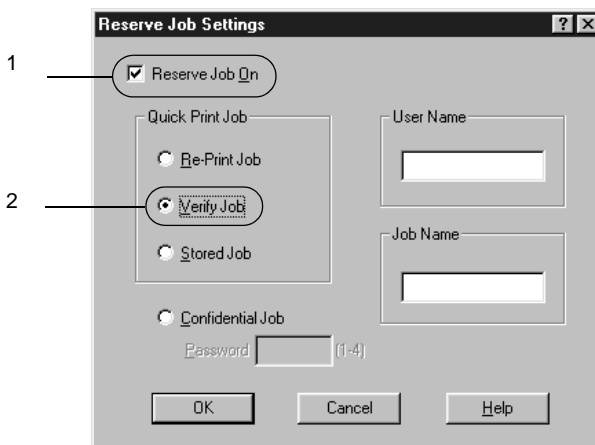 Reserve Job Settings
1
Reserve Job On
Quick Print Job
User Name
Re-Print Job
2
Verify Job
Job Name
Stored Job
Confidential Job
Password
(1-4)
OK
Cancel
Help